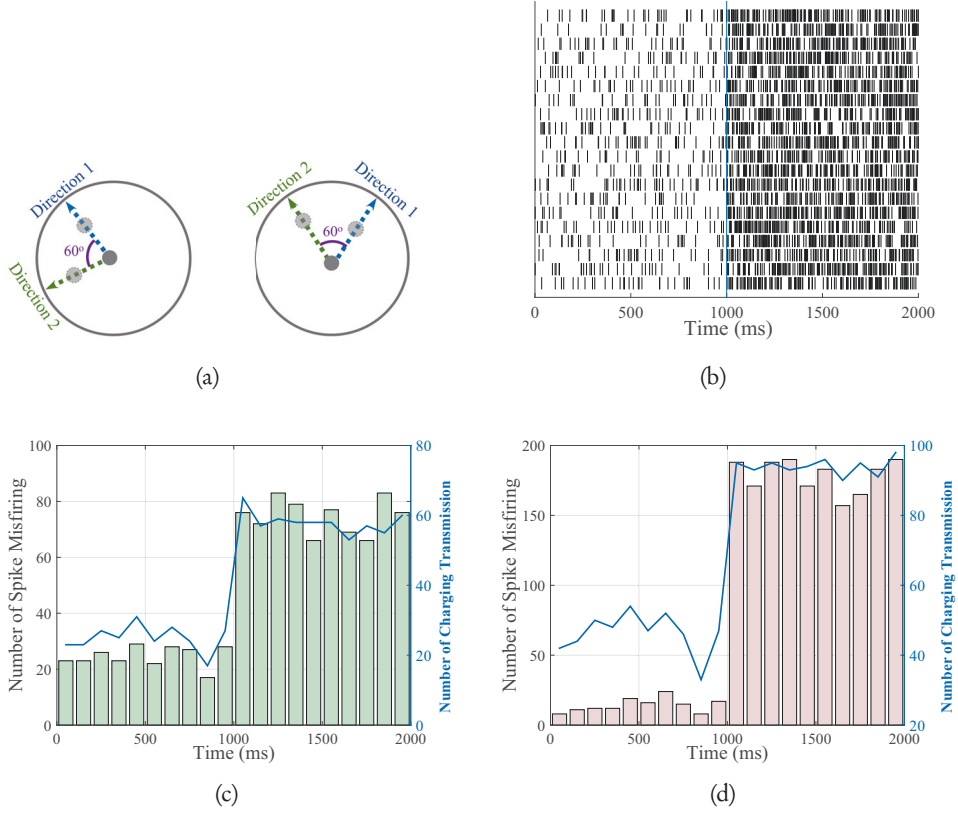 Direction 1
60°
Direction 2
Direction 2
Direction 1
60°
(a)
0 500 1000 1500 2000
Time (ms)
(b)
100
80
60
40
20
0
Number of Spike Misfiring
80
60
40
20
0
Number of Charging Transmission
0 500 1000 1500 2000
Time (ms)
(c)
200
150
100
50
0
Number of Spike Misfiring
100
80
60
40
20
Number of Charging Transmission
0 500 1000 1500 2000
Time (ms)
(d)